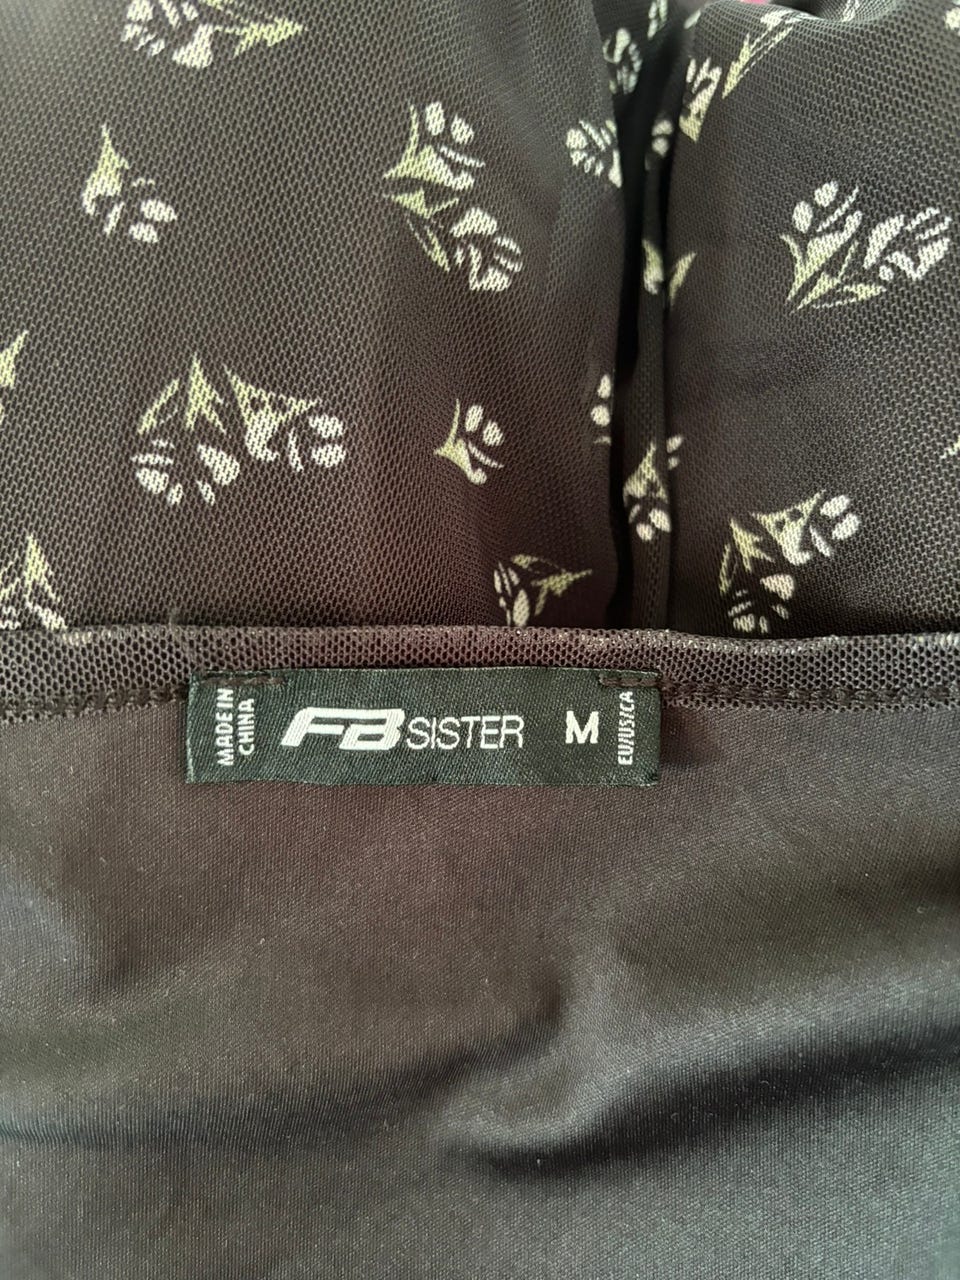 MADE IN
CHINA
FB SISTER
M
EU/US/CA